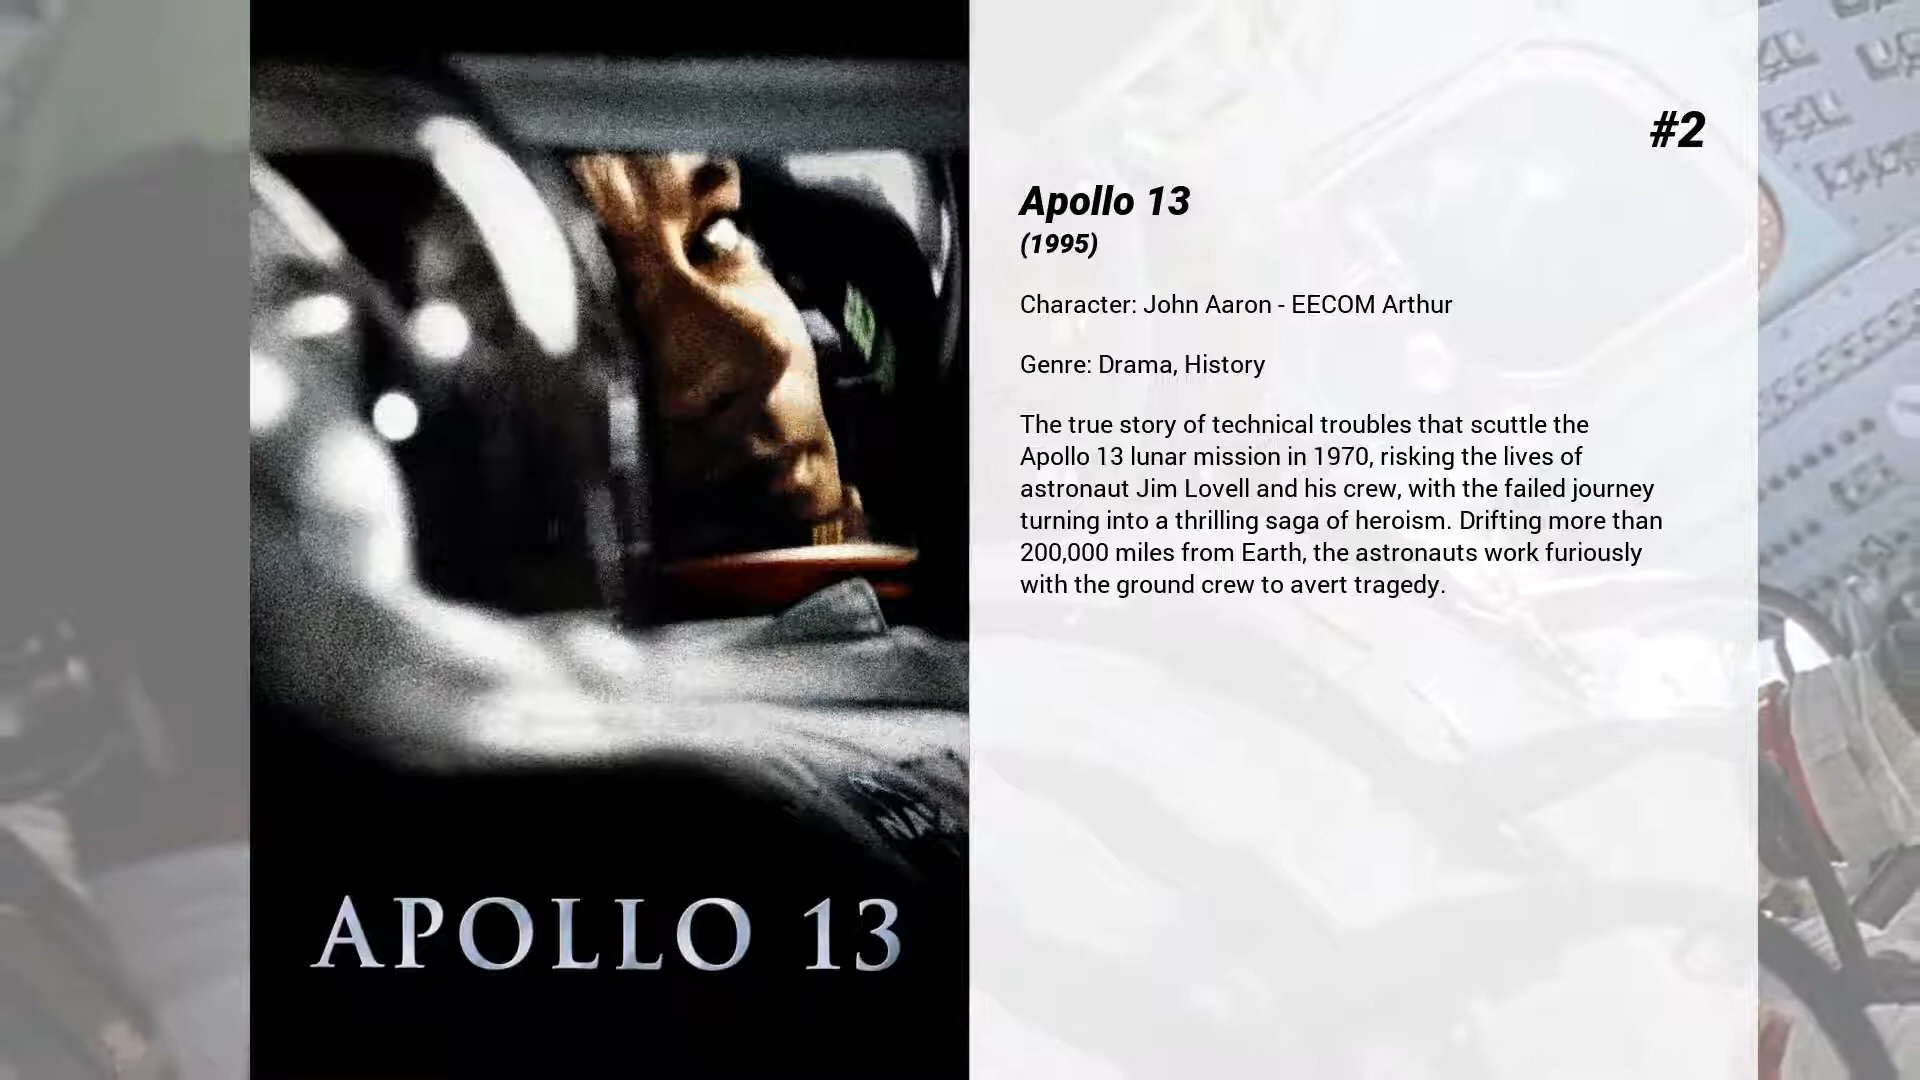 #2
Apollo 13
(1995)
Character: John Aaron - EECOM Arthur
Genre: Drama, History
The true story of technical troubles that scuttle the
Apollo 13 lunar mission in 1970, risking the lives of
astronaut Jim Lovell and his crew, with the failed journey
turning into a thrilling saga of heroism. Drifting more than
200,000 miles from Earth, the astronauts work furiously
with the ground crew to avert tragedy.
APOLLO 13